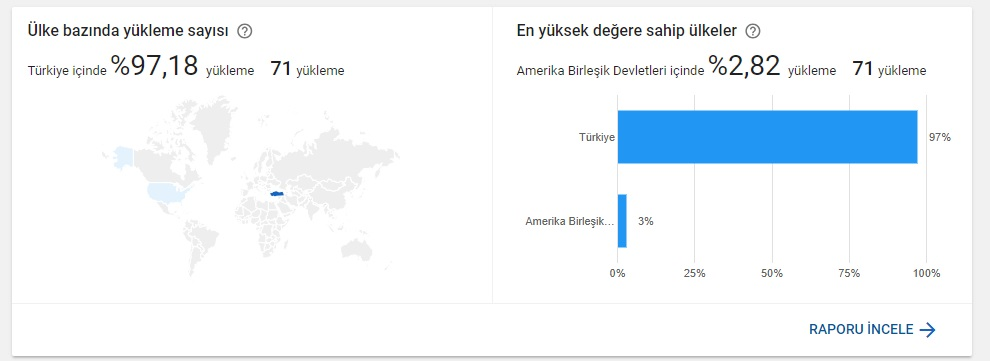 Ülke bazında yükleme sayısı ?
Türkiye içinde %97,18 yükleme 71 yükleme
En yüksek değere sahip ülkeler ?
Amerika Birleşik Devletleri içinde %2,82 yükleme 71 yükleme
Türkiye 97%
Amerika Birleşik... 3%
0% 25% 50% 75% 100%
RAPORU İNCELE